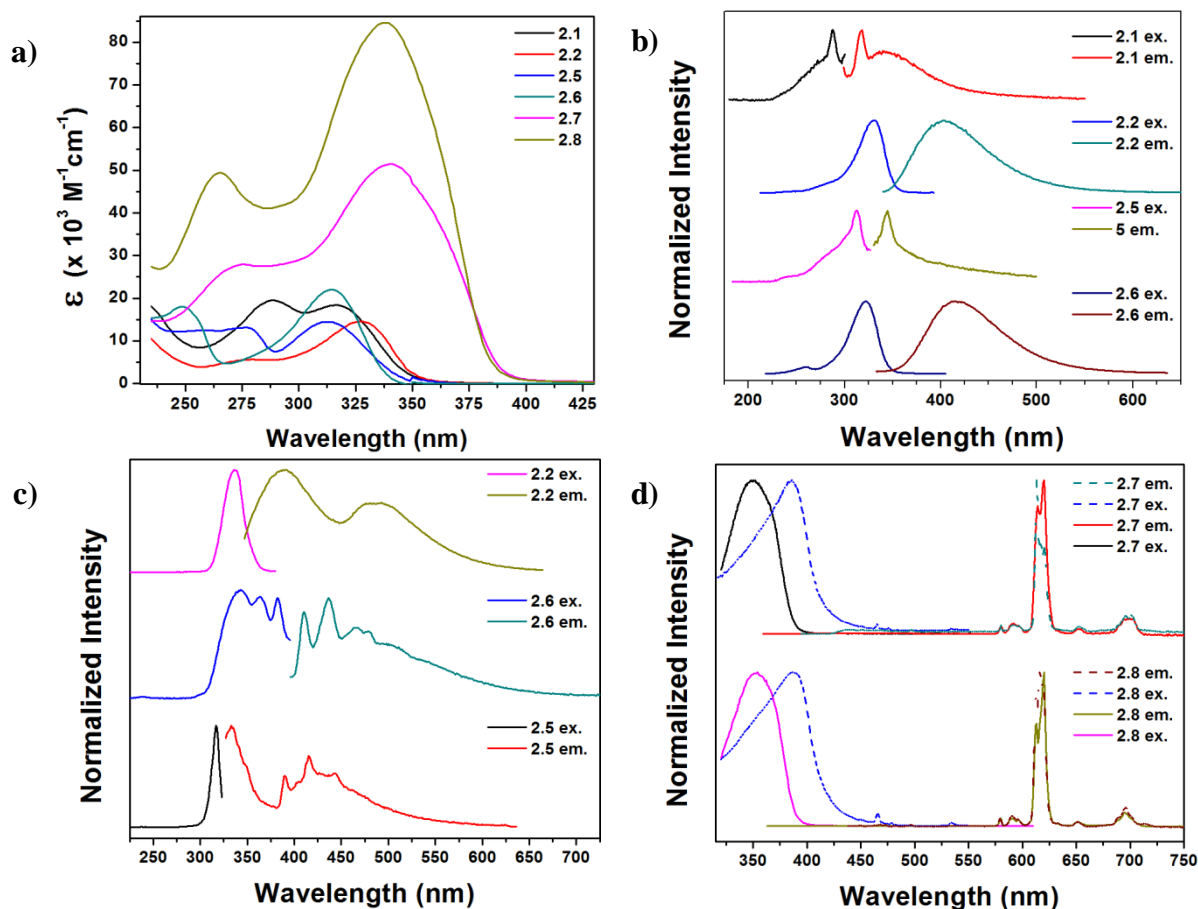 a)
ε (x 10³ M⁻¹cm⁻¹)
80
70
60
50
40
30
20
10
0
250 275 300 325 350 375 400 425
Wavelength (nm)
2.1
2.2
2.5
2.6
2.7
2.8
b)
Normalized Intensity
2.1 ex.
2.1 em.
2.2 ex.
2.2 em.
2.5 ex.
5 em.
2.6 ex.
2.6 em.
200 300 400 500 600
Wavelength (nm)
c)
Normalized Intensity
2.2 ex.
2.2 em.
2.6 ex.
2.6 em.
2.5 ex.
2.5 em.
225 300 375 400 450 500 550 600 650 700
Wavelength (nm)
d)
Normalized Intensity
2.7 em.
2.7 ex.
2.7 em.
2.7 ex.
2.8 em.
2.8 ex.
2.8 em.
2.8 ex.
350 400 450 500 550 600 650 700 750
Wavelength (nm)